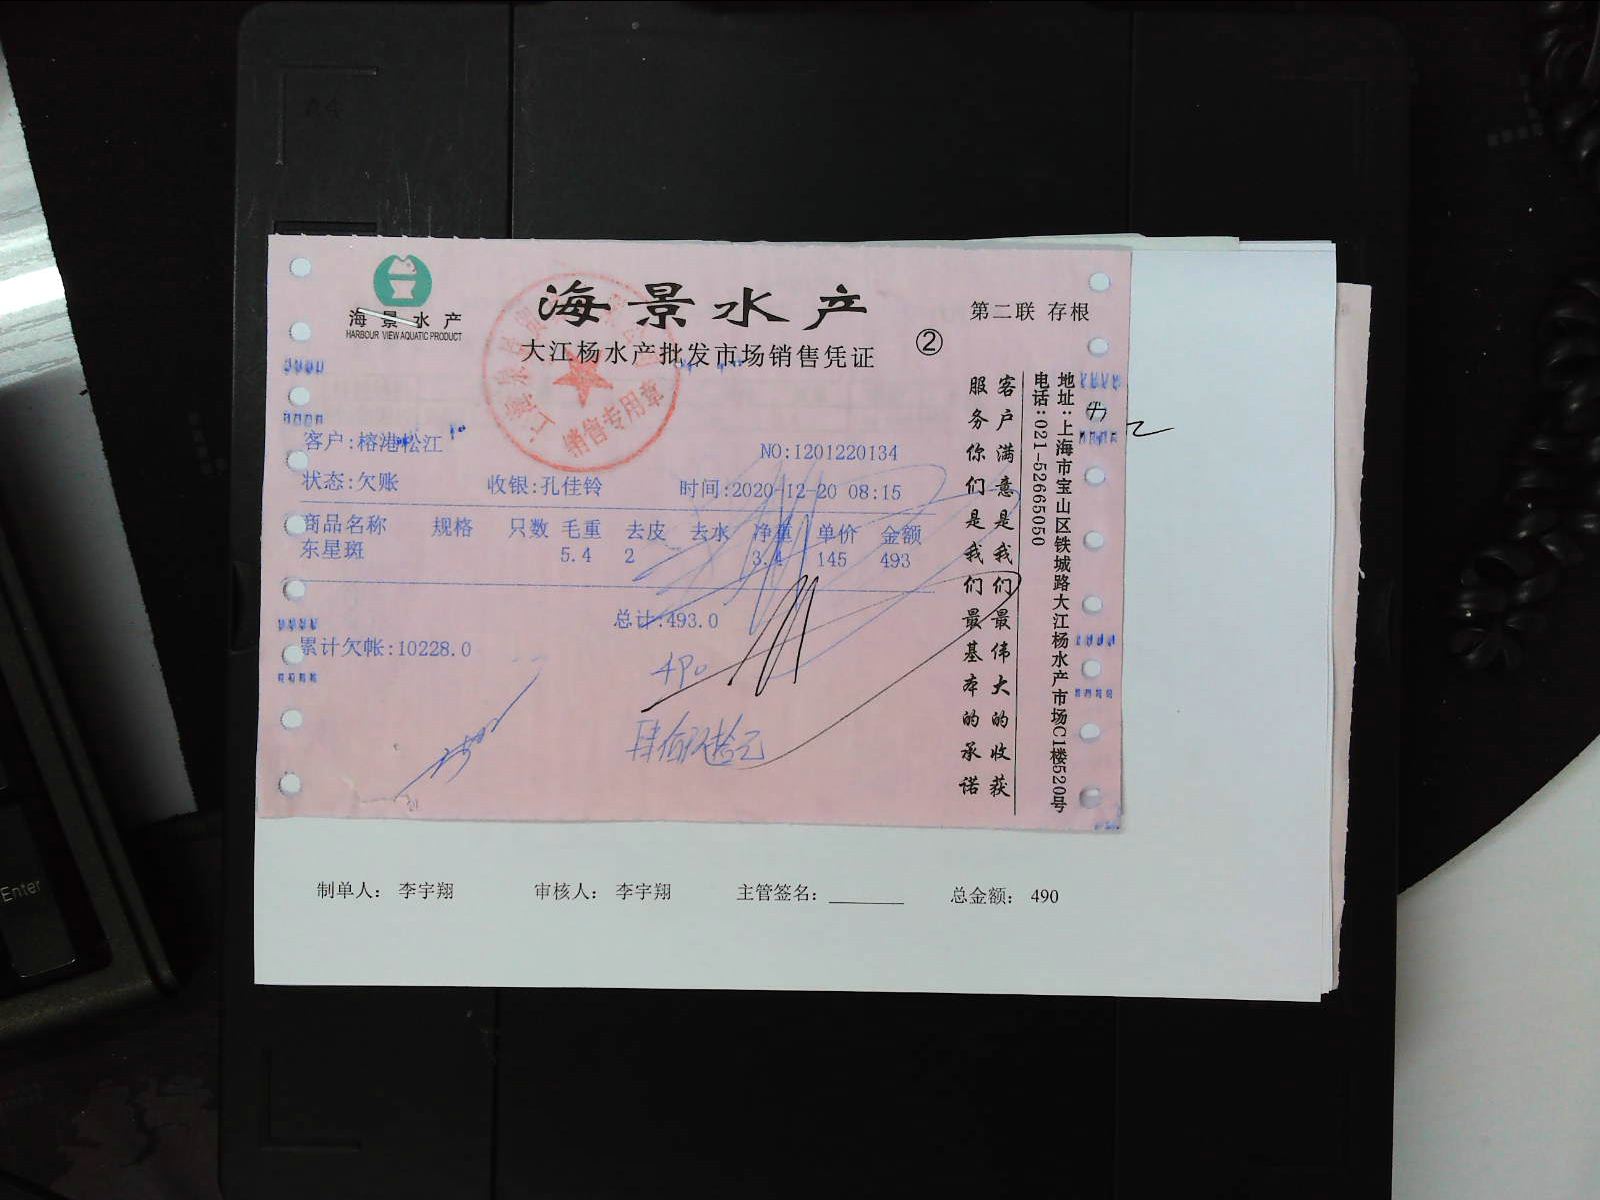 海景水产
HARBOUR VIEW AQUATIC PRODUCT
海景水产
大江杨水产批发市场销售凭证
②
第二联 存根
销售专用章
客户:榕港松江
NO:1201220134
状态:欠账 收银:孔佳铃 时间:2020-12-20 08:15
商品名称 规格 只数 毛重 去皮 去水 净重 单价 金额
东星斑 5.4 2 3.4 145 493
总计:493.0
累计欠帐:10228.0
490
肆佰玖拾元
客户满意是我们最伟大的收获
服务你们是我们最基本的承诺
地址:上海市宝山区铁城路大江杨水产市场C1楼520号
电话:021-52665050
制单人: 李宇翔 审核人: 李宇翔 主管签名: 总金额: 490
Enter